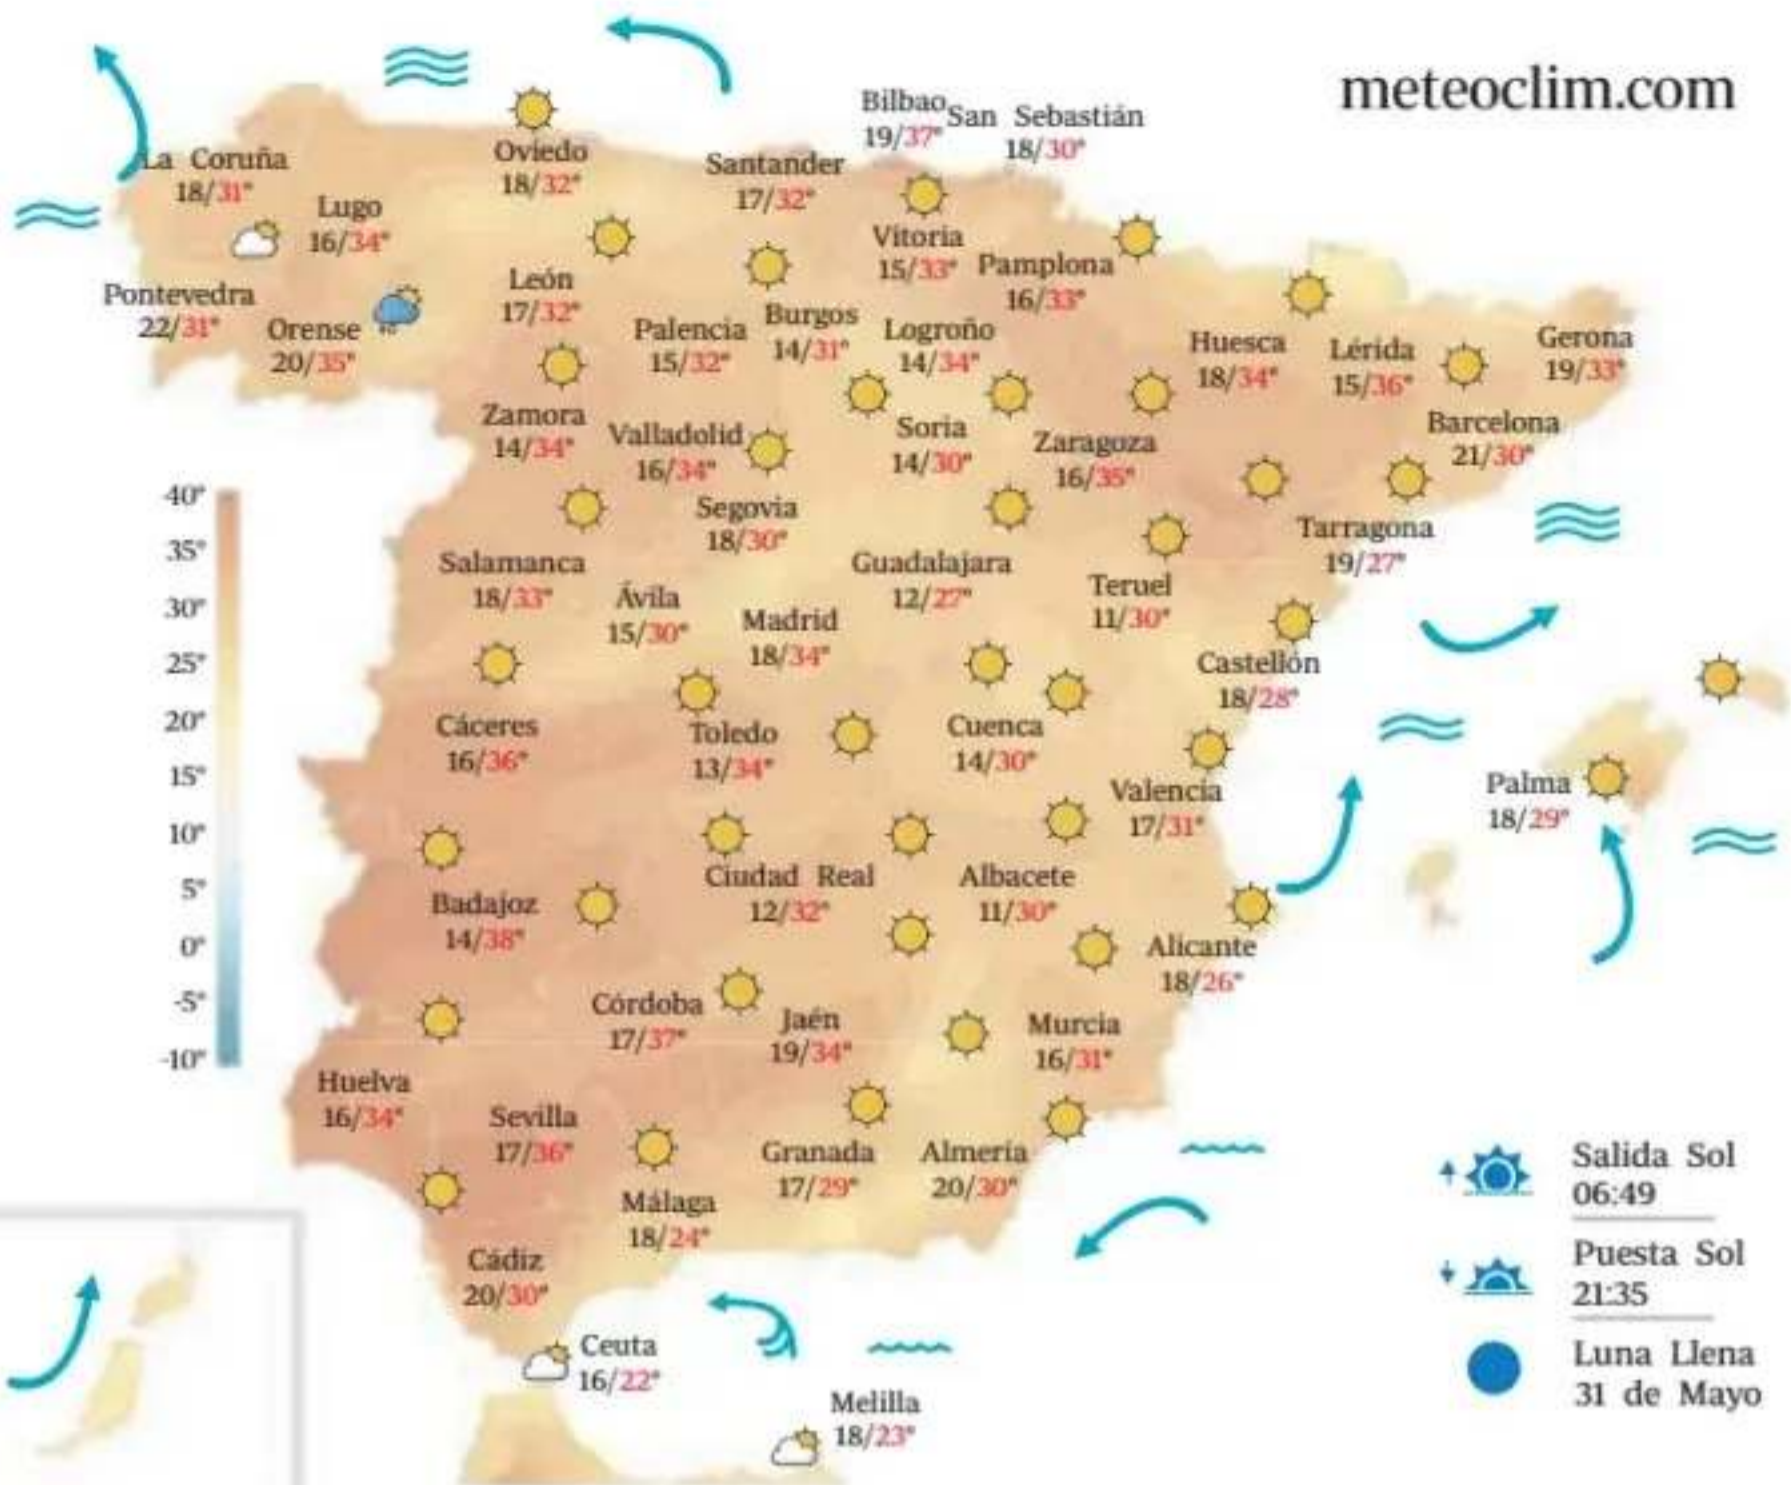 meteoclim.com
Bilbao
19/37°
San Sebastián
18/30°
La Coruña
18/31°
Oviedo
18/32°
Santander
17/32°
Lugo
16/34°
Vitoria
15/33°
Pamplona
16/33°
Pontevedra
22/31°
Orense
20/35°
León
17/32°
Palencia
15/32°
Burgos
14/31°
Logroño
14/34°
Huesca
18/34°
Lérida
15/36°
Gerona
19/33°
Zamora
14/34°
Valladolid
16/34°
Soria
14/30°
Zaragoza
16/35°
Barcelona
21/30°
Segovia
18/30°
Tarragona
19/27°
Salamanca
18/33°
Ávila
15/30°
Madrid
18/34°
Guadalajara
12/27°
Teruel
11/30°
Castellón
18/28°
Cáceres
16/36°
Toledo
13/34°
Cuenca
14/30°
Valencia
17/31°
Palma
18/29°
Badajoz
14/38°
Ciudad Real
12/32°
Albacete
11/30°
Alicante
18/26°
Córdoba
17/37°
Jaén
19/34°
Murcia
16/31°
Huelva
16/34°
Sevilla
17/36°
Granada
17/29°
Almería
20/30°
Málaga
18/24°
Cádiz
20/30°
Ceuta
16/22°
Melilla
18/23°
40°
35°
30°
25°
20°
15°
10°
5°
0°
-5°
-10°
Salida Sol
06:49
Puesta Sol
21:35
Luna Llena
31 de Mayo